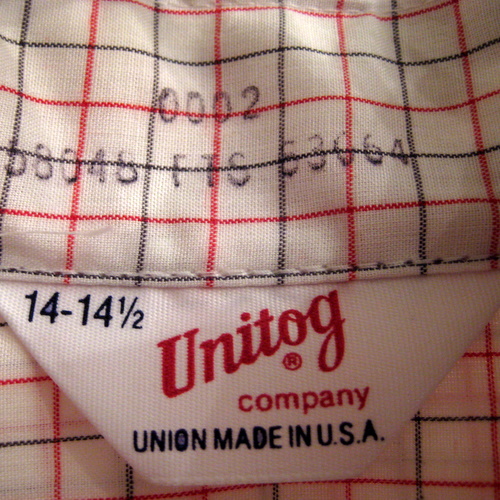 0002
14-14½
Unitog®
company
UNION MADE IN U.S.A.